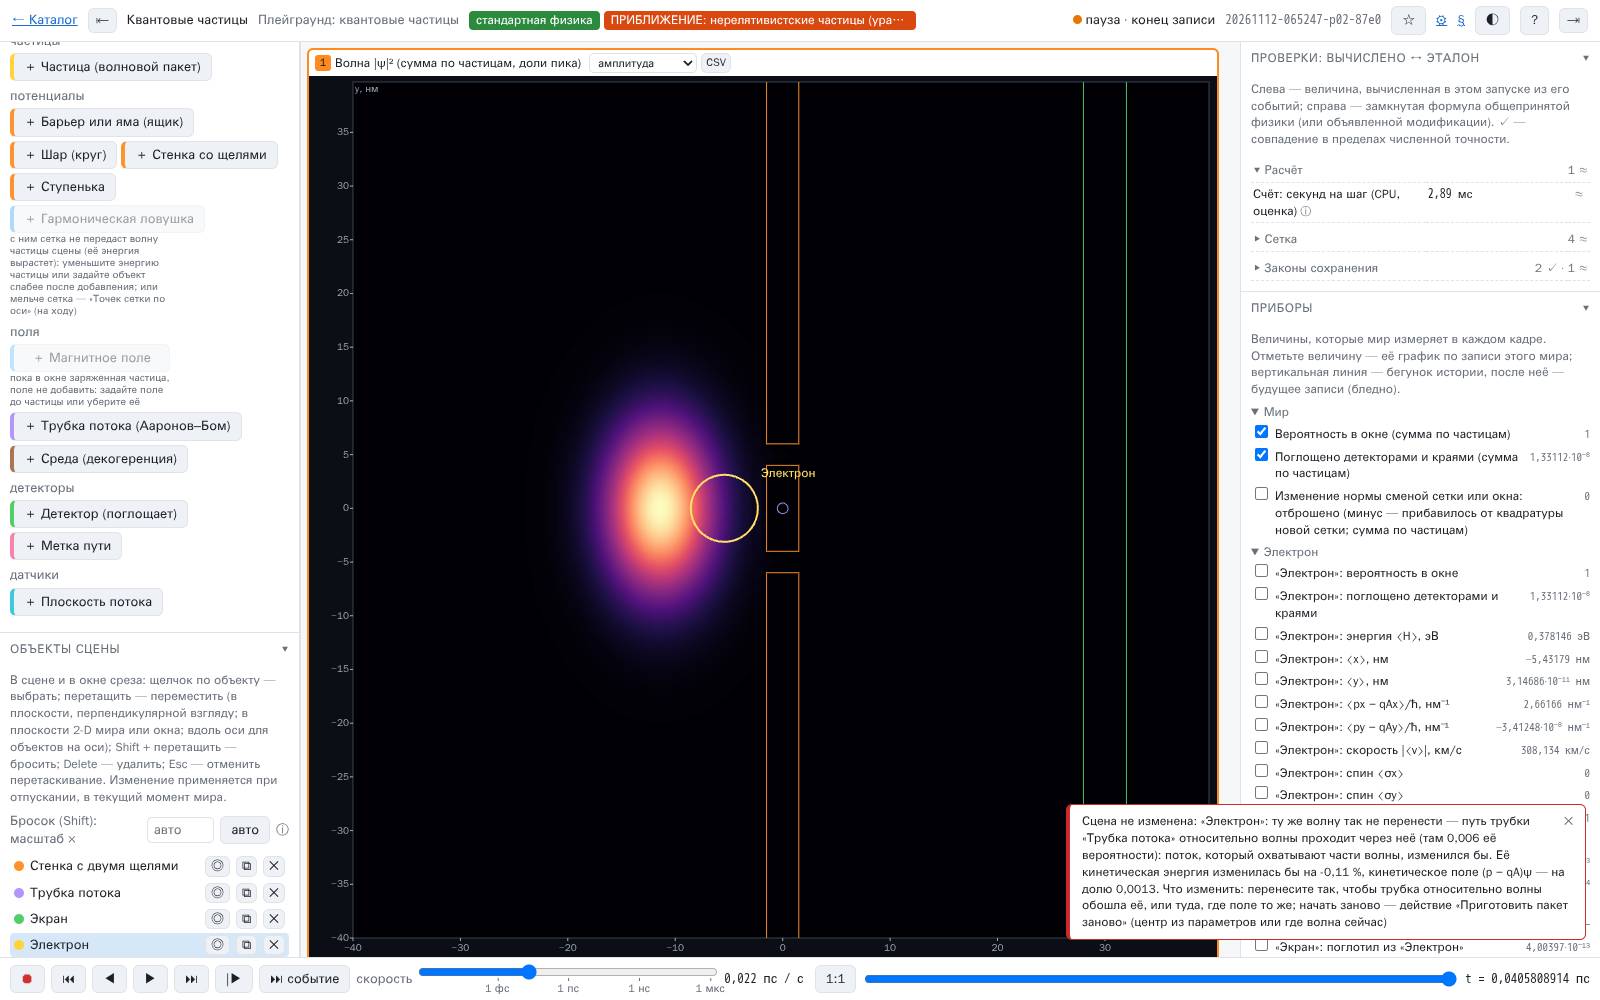 ← Каталог
⇤
Квантовые частицы
Плейграунд: квантовые частицы
стандартная физика
ПРИБЛИЖЕНИЕ: нерелятивистские частицы (ура···
пауза · конец записи
20261112-065247-p02-87e0
☆
⚙
§
?
⇥
частицы
+ Частица (волновой пакет)
потенциалы
+ Барьер или яма (ящик)
+ Шар (круг)
+ Стенка со щелями
+ Ступенька
+ Гармоническая ловушка
с ним сетка не передаст волну
частицы сцены (её энергия
вырастет): уменьшите энергию
частицы или задайте объект
слабее после добавления; или
мельче сетка — «Точек сетки по
оси» (на ходу)
поля
+ Магнитное поле
пока в окне заряженная частица,
поле не добавить: задайте поле
до частицы или уберите её
+ Трубка потока (Ааронов–Бом)
+ Среда (декогеренция)
детекторы
+ Детектор (поглощает)
+ Метка пути
датчики
+ Плоскость потока
ОБЪЕКТЫ СЦЕНЫ
В сцене и в окне среза: щелчок по объекту —
выбрать; перетащить — переместить (в
плоскости, перпендикулярной взгляду; в
плоскости 2-D мира или окна; вдоль оси для
объектов на оси); Shift + перетащить —
бросить; Delete — удалить; Esc — отменить
перетаскивание. Изменение применяется при
отпускании, в текущий момент мира.
Бросок (Shift):
масштаб ×
авто
авто
ⓘ
Стенка с двумя щелями
Трубка потока
Экран
Электрон
1
Волна |ψ|² (сумма по частицам, доли пика)
амплитуда
CSV
y, нм
35
30
25
20
15
10
5
0
−5
−10
−15
−20
−25
−30
−35
−40
Электрон
−40
−30
−20
−10
0
10
20
30
ПРОВЕРКИ: ВЫЧИСЛЕНО ↔ ЭТАЛОН
Слева — величина, вычисленная в этом запуске из его
событий; справа — замкнутая формула общепринятой
физики (или объявленной модификации). ✓ —
совпадение в пределах численной точности.
Расчёт
1 ≈
Счёт: секунд на шаг (CPU,
оценка) ⓘ
2,89 мс
≈
Сетка
4 ≈
Законы сохранения
2 ✓ · 1 ≈
ПРИБОРЫ
Величины, которые мир измеряет в каждом кадре.
Отметьте величину — её график по записи этого мира;
вертикальная линия — бегунок истории, после неё —
будущее записи (бледно).
Мир
Вероятность в окне (сумма по частицам)
1
Поглощено детекторами и краями (сумма
по частицам)
1,33112·10⁻⁸
Изменение нормы сменой сетки или окна:
отброшено (минус — прибавилось от квадратуры
новой сетки; сумма по частицам)
0
Электрон
«Электрон»: вероятность в окне
1
«Электрон»: поглощено детекторами и
краями
1,33112·10⁻⁸
«Электрон»: энергия ⟨H⟩, эВ
0,378146 эВ
«Электрон»: ⟨x⟩, нм
−5,43179 нм
«Электрон»: ⟨y⟩, нм
3,14686·10⁻¹¹ нм
«Электрон»: ⟨px − qAx⟩/ħ, нм⁻¹
2,66166 нм⁻¹
«Электрон»: ⟨py − qAy⟩/ħ, нм⁻¹
−3,41248·10⁻⁸ нм⁻¹
«Электрон»: скорость |⟨v⟩|, км/с
308,134 км/с
«Электрон»: спин ⟨σx⟩
0
«Электрон»: спин ⟨σy⟩
0
Сцена не изменена: «Электрон»: ту же волну так не перенести — путь трубки
«Трубка потока» относительно волны проходит через неё (там 0,006 её
вероятности): поток, который охватывают части волны, изменился бы. Её
кинетическая энергия изменилась бы на -0,11 %, кинетическое поле (p − qA)ψ — на
долю 0,0013. Что изменить: перенесите так, чтобы трубка относительно волны
обошла её, или туда, где поле то же; начать заново — действие «Приготовить пакет
заново» (центр из параметров или где волна сейчас)
«Экран»: поглотил из «Электрон»
4,00397·10⁻¹³
⏭ событие
скорость
1 фс
1 пс
1 нс
1 мкс
0,022 пс / с
1:1
t = 0,0405808914 пс